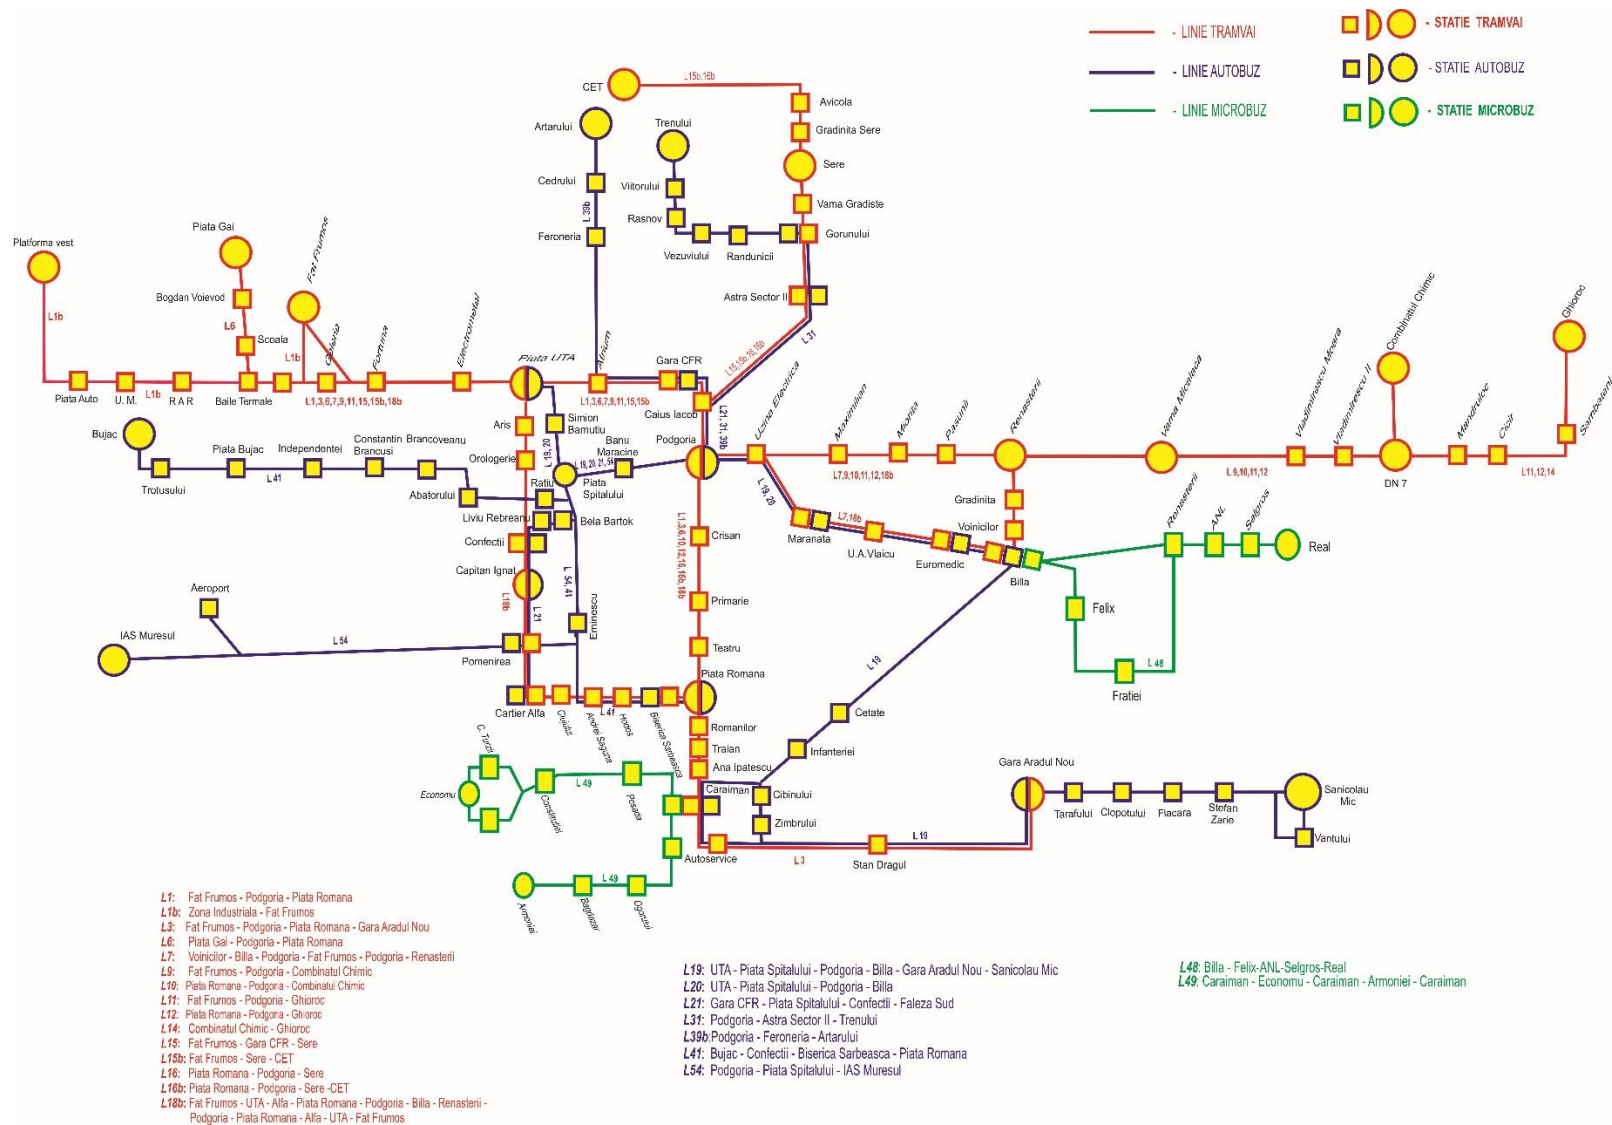 - LINIE TRAMVAI
- STATIE TRAMVAI
- LINIE AUTOBUZ
- STATIE AUTOBUZ
- LINIE MICROBUZ
- STATIE MICROBUZ
CET
L15b,16b
Avicola
Artarului
Trenului
Gradinita Sere
Sere
Cedrului
Viitorului
L 39b
Rasnov
Vama Gradiste
Feroneria
Gorunului
Vezuviului
Randunicii
Platforma vest
Piata Gai
Fat Frumos
Bogdan Voievod
Astra Sector II
L1b
L6
Scoala
L1b
Fortuna
Electrometal
Piata UTA
Atrium
Gara CFR
L15,15b,16,16b
L31
Combinatul Chimic
Ghioroc
Piata Auto
U. M.
R A R
L1b
Baile Termale
L1,3,6,7,9,11,15,15b,18b
L1,3,6,7,9,11,15,15b
Caius Iacob
L21, 31, 39b
Uzina Electrica
Maximilian
Miorita
Pasunii
Renasterii
Vama Micalaca
Vladimirescu Moara
Vladimirescu II
Mandruloc
Cicir
Sambateni
Bujac
Aris
Simion
Barnutiu
L19, 20
Banu
Maracine
Podgoria
L 19, 20, 21, 54
Piata
Spitalului
Orologerie
Trotusului
Piata Bujac
Independentei
Constantin
Brancusi
Brancoveanu
L 41
Abatorului
Ratiu
L7,9,10,11,12,18b
L 9,10,11,12
DN 7
L11,12,14
L 19, 20
Liviu Rebreanu
Bela Bartok
Confectii
Capitan Ignat
L18b
L 21
L 54, 41
Eminescu
Crisan
L1,3,6,10,12,16,16b,18b
Primarie
Teatru
Maranata
L7,18b
U.A.Vlaicu
Euromedic
Gradinita
Voinicilor
Billa
Renasterii
ANL
Selgros
Real
Felix
Fratiei
L 48
Aeroport
IAS Muresul
L 54
Pomenirea
Piata Romana
L 19
Cetate
Cartier Alfa
Clujului
Andrei Saguna
L 41
Hodos
Biserica Sarbeasca
Romanilor
Traian
Ana Ipatescu
Infanteriei
C. Turzii
Economu
Constitutiei
L 49
Posada
Caraiman
Cibinului
Zimbrului
Gara Aradul Nou
Tarafului
Clopotului
Flacara
Stefan
Zarie
Sanicolau
Mic
Vantului
Autoservice
L 3
Stan Dragul
L 19
Armoniei
L 49
Ogorului
L1: Fat Frumos - Podgoria - Piata Romana
L1b: Zona Industriala - Fat Frumos
L3: Fat Frumos - Podgoria - Piata Romana - Gara Aradul Nou
L6: Piata Gai - Podgoria - Piata Romana
L7: Voinicilor - Billa - Podgoria - Fat Frumos - Podgoria - Renasterii
L9: Fat Frumos - Podgoria - Combinatul Chimic
L10: Piata Romana - Podgoria - Combinatul Chimic
L11: Fat Frumos - Podgoria - Ghioroc
L12: Piata Romana - Podgoria - Ghioroc
L14: Combinatul Chimic - Ghioroc
L15: Fat Frumos - Gara CFR - Sere
L15b: Fat Frumos - Sere - CET
L16: Piata Romana - Podgoria - Sere
L16b: Piata Romana - Podgoria - Sere -CET
L18b: Fat Frumos - UTA - Alfa - Piata Romana - Podgoria - Billa - Renasterii -
Podgoria - Piata Romana - Alfa - UTA - Fat Frumos
L19: UTA - Piata Spitalului - Podgoria - Billa - Gara Aradul Nou - Sanicolau Mic
L20: UTA - Piata Spitalului - Podgoria - Billa
L21: Gara CFR - Piata Spitalului - Confectii - Faleza Sud
L31: Podgoria - Astra Sector II - Trenului
L39b:Podgoria - Feroneria - Artarului
L41: Bujac - Confectii - Biserica Sarbeasca - Piata Romana
L54: Podgoria - Piata Spitalului - IAS Muresul
L48: Billa - Felix-ANL-Selgros-Real
L49: Caraiman - Economu - Caraiman - Armoniei - Caraiman